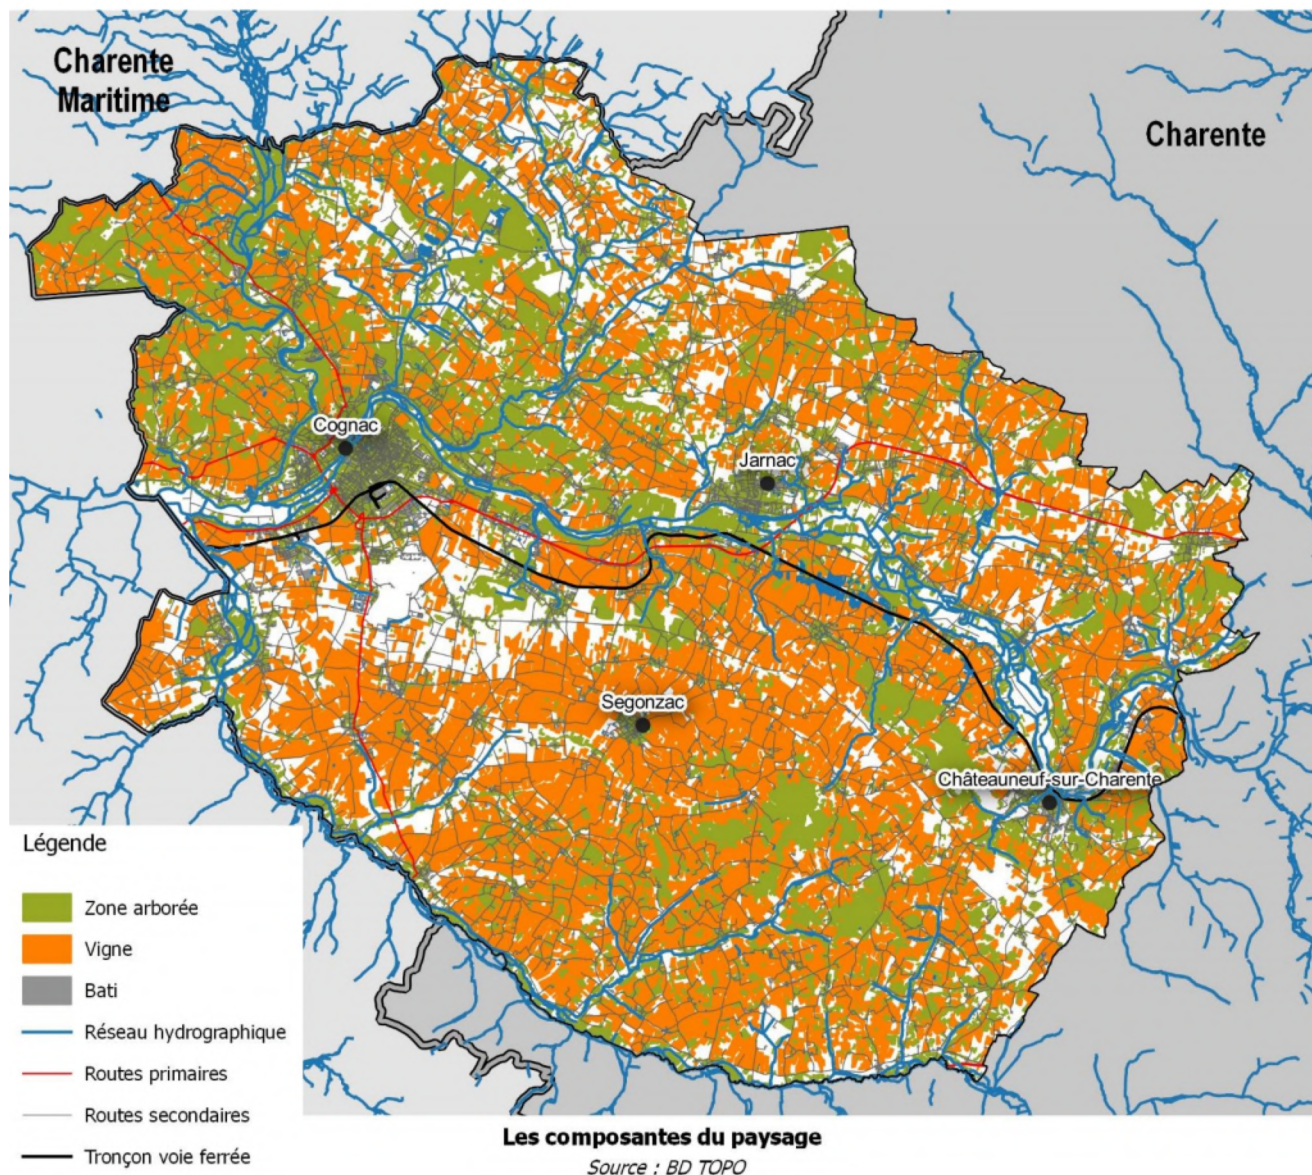 Charente
Maritime
Charente
Cognac
Jarnac
Segonzac
Châteauneuf-sur-Charente
Légende
Zone arborée
Vigne
Bati
Réseau hydrographique
Routes primaires
Routes secondaires
Tronçon voie ferrée
Les composantes du paysage
Source : BD TOPO